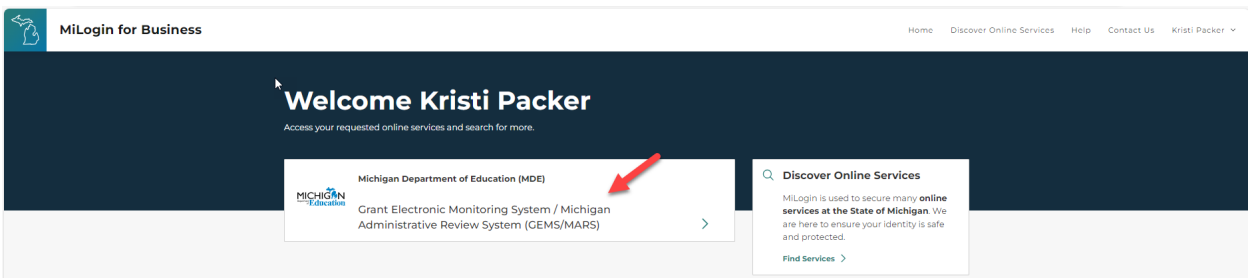 MiLogin for Business
Home Discover Online Services Help Contact Us Kristi Packer
Welcome Kristi Packer
Access your requested online services and search for more.
Michigan Department of Education (MDE)
MICHIGAN
Education
Grant Electronic Monitoring System / Michigan
Administrative Review System (GEMS/MARS)
Discover Online Services
MiLogin is used to secure many online
services at the State of Michigan. We
are here to ensure your identity is safe
and protected.
Find Services